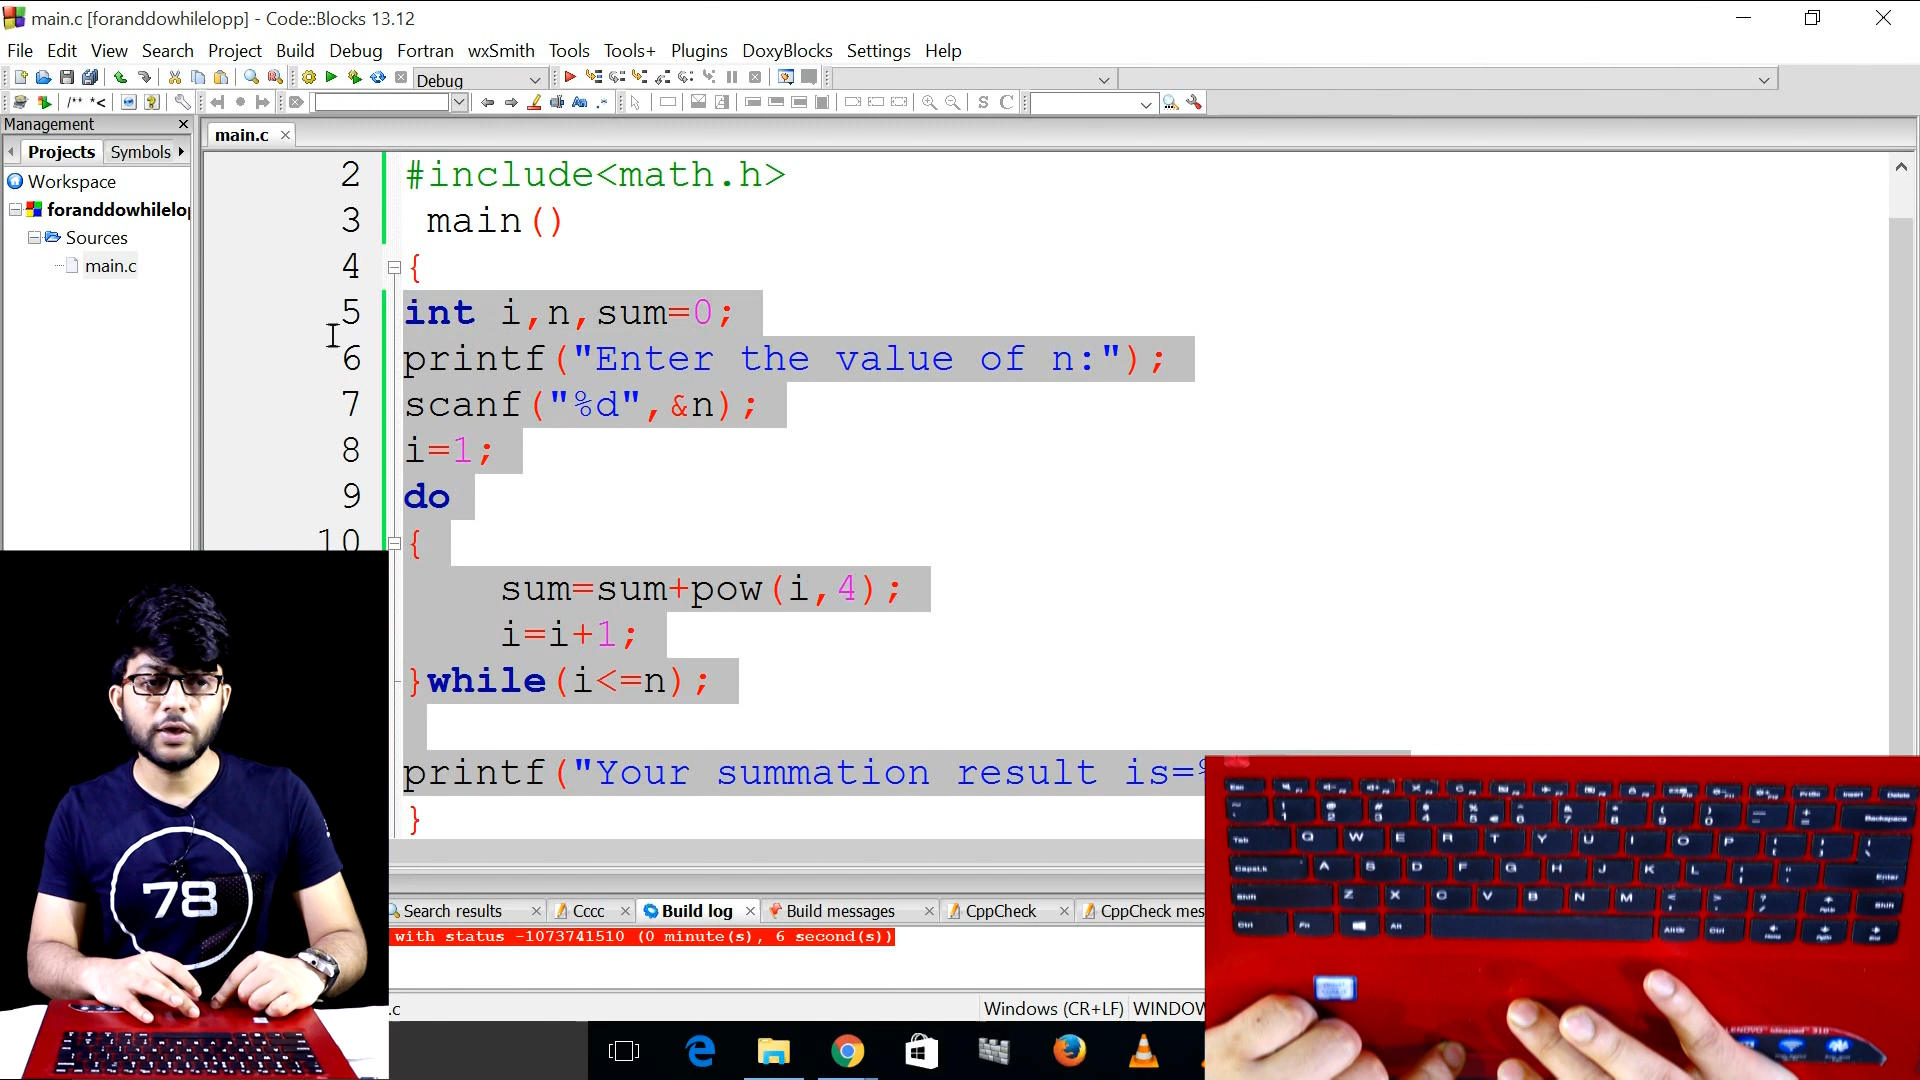 main.c [foranddowhilelopp] - Code::Blocks 13.12
File Edit View Search Project Build Debug Fortran wxSmith Tools Tools+ Plugins DoxyBlocks Settings Help
Debug
/** *<
S C
Management
main.c
Projects Symbols
Workspace
foranddowhilelo
Sources
main.c
2 #include<math.h>
3 main()
4 {
5 int i,n,sum=0;
6 printf("Enter the value of n:");
7 scanf("%d",&n);
8 i=1;
9 do
10 {
sum=sum+pow(i,4);
i=i+1;
}while(i<=n);
printf("Your summation result is=%
}
Search results Cccc Build log Build messages CppCheck CppCheck mes
with status -1073741510 (0 minute(s), 6 second(s))
.c Windows (CR+LF) WINDOW
78
Q W E R T Y U I O P
A S D F G H J K L
Z X C V B N M